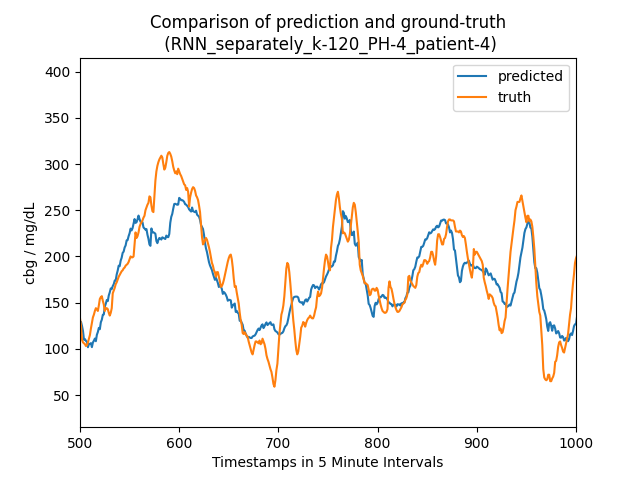 Comparison of prediction and ground-truth
(RNN_separately_k-120_PH-4_patient-4)
predicted
truth
400
350
300
250
200
150
100
50
cbg / mg/dL
500
600
700
800
900
1000
Timestamps in 5 Minute Intervals